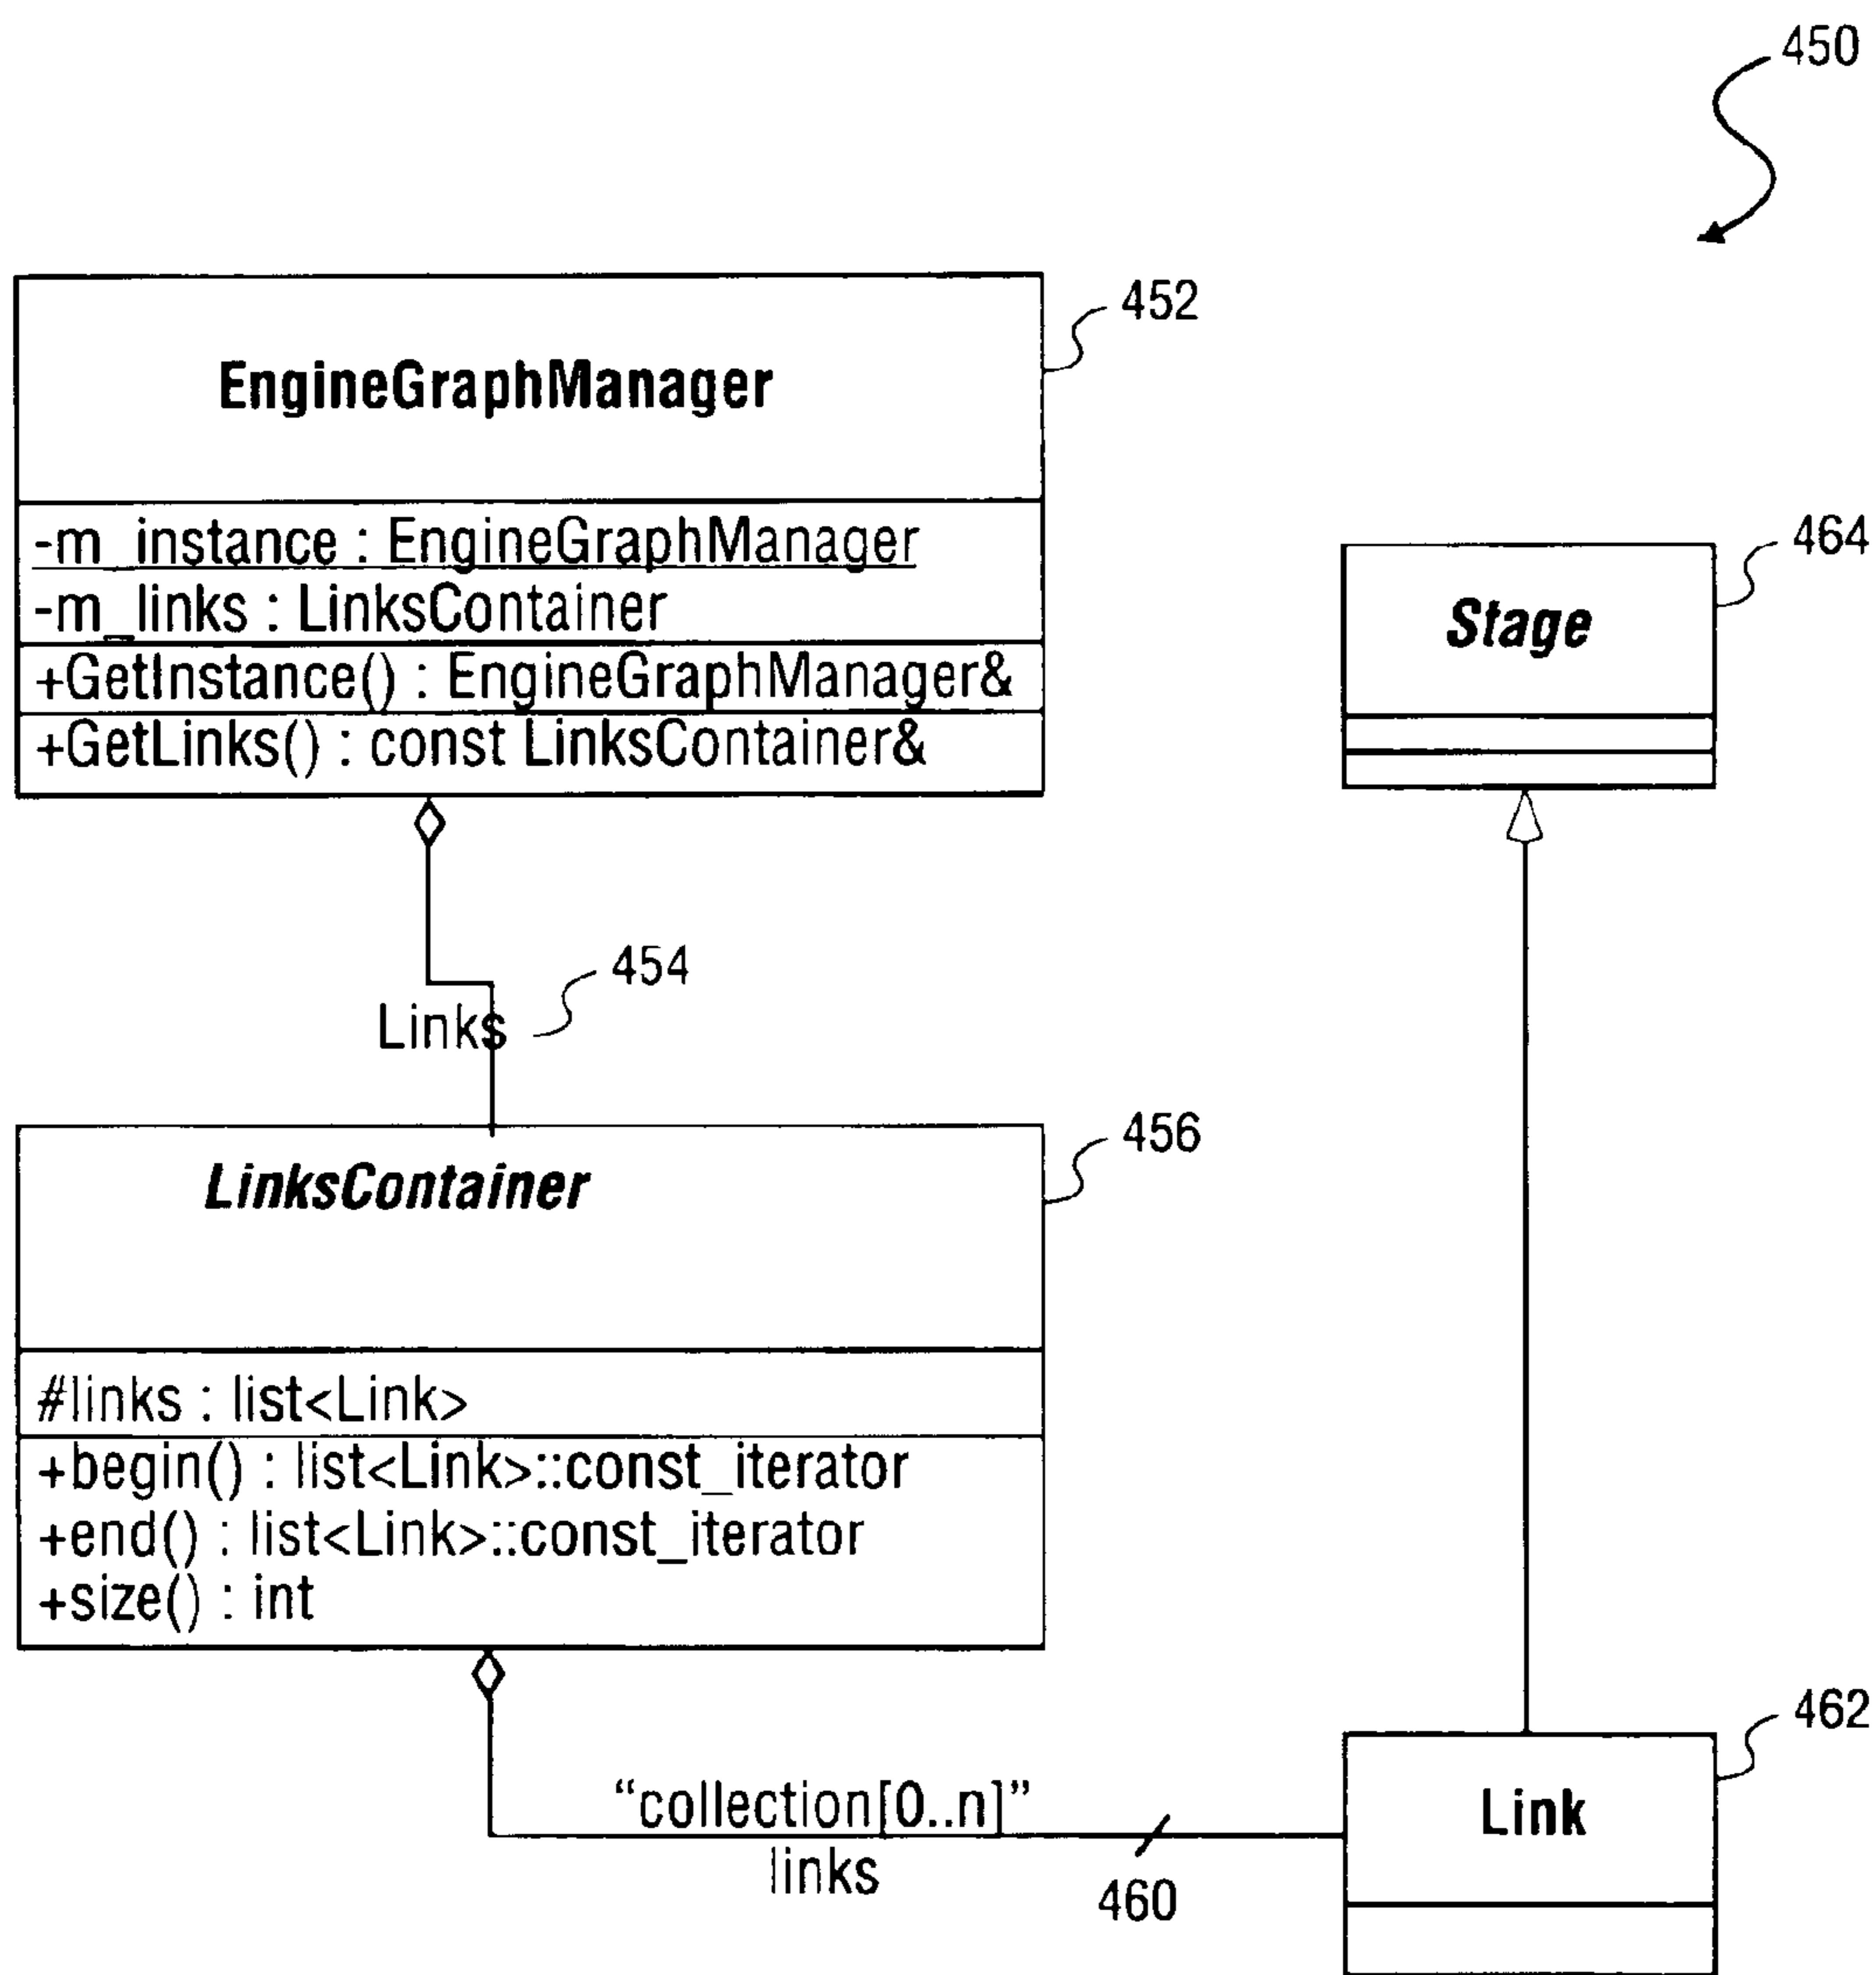 450
452
EngineGraphManager
-m_instance : EngineGraphManager
-m_links : LinksContainer
+GetInstance() : EngineGraphManager&
+GetLinks() : const LinksContainer&
464
Stage
454
Links
456
LinksContainer
#links : list<Link>
+begin() : list<Link>::const_iterator
+end() : list<Link>::const_iterator
+size() : int
462
Link
“collection[0..n]”
links
460